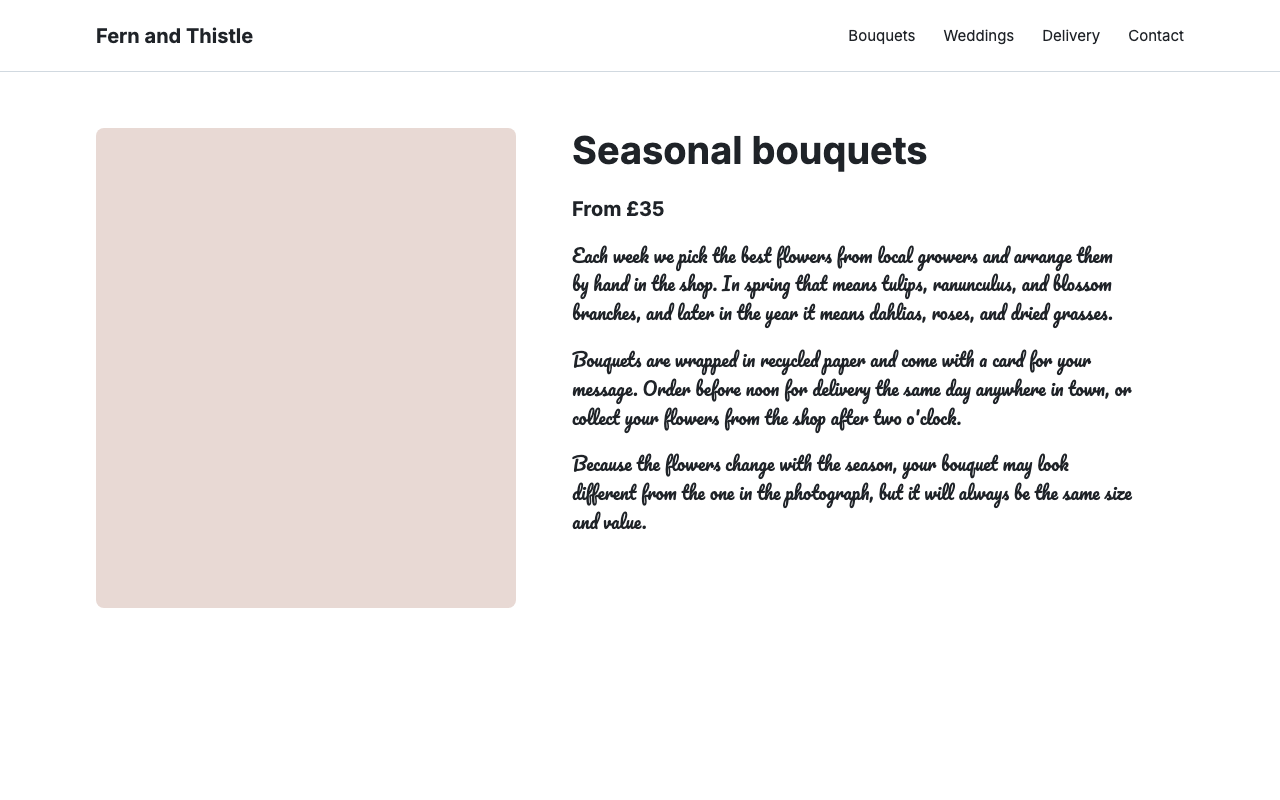 Fern and Thistle
Bouquets Weddings Delivery Contact
Seasonal bouquets
From £35
Each week we pick the best flowers from local growers and arrange them
by hand in the shop. In spring that means tulips, ranunculus, and blossom
branches, and later in the year it means dahlias, roses, and dried grasses.
Bouquets are wrapped in recycled paper and come with a card for your
message. Order before noon for delivery the same day anywhere in town, or
collect your flowers from the shop after two o'clock.
Because the flowers change with the season, your bouquet may look
different from the one in the photograph, but it will always be the same size
and value.